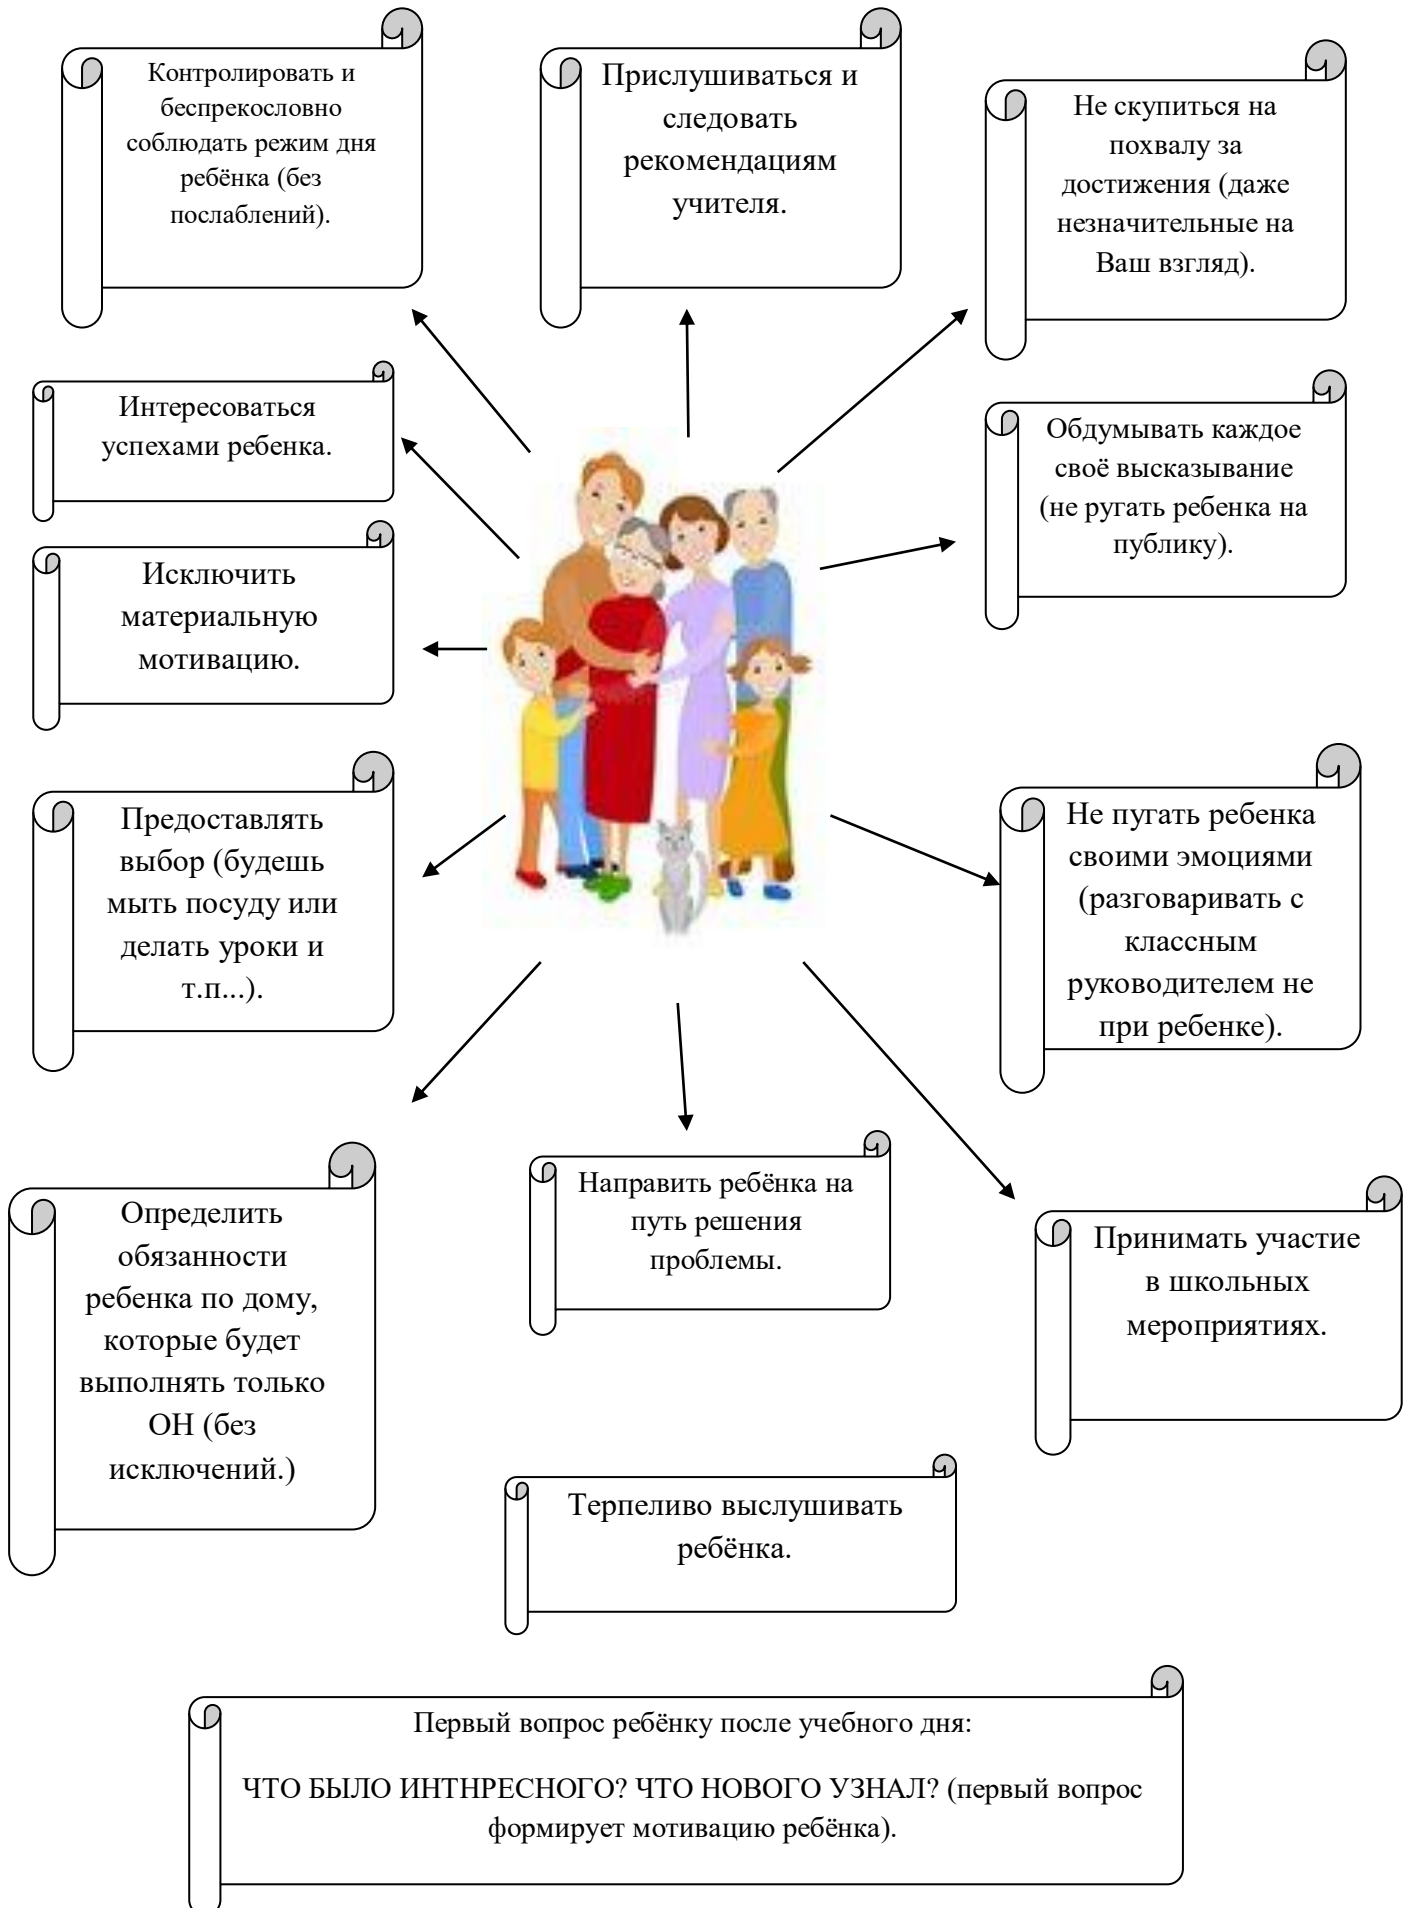 Контролировать и
беспрекословно
соблюдать режим дня
ребёнка (без
послаблений).
Прислушиваться и
следовать
рекомендациям
учителя.
Не скупиться на
похвалу за
достижения (даже
незначительные на
Ваш взгляд).
Интересоваться
успехами ребенка.
Обдумывать каждое
своё высказывание
(не ругать ребенка на
публику).
Исключить
материальную
мотивацию.
Предоставлять
выбор (будешь
мыть посуду или
делать уроки и
т.п...).
Не пугать ребенка
своими эмоциями
(разговаривать с
классным
руководителем не
при ребенке).
Определить
обязанности
ребенка по дому,
которые будет
выполнять только
ОН (без
исключений.)
Направить ребёнка на
путь решения
проблемы.
Принимать участие
в школьных
мероприятиях.
Терпеливо выслушивать
ребёнка.
Первый вопрос ребёнку после учебного дня:
ЧТО БЫЛО ИНТНРЕСНОГО? ЧТО НОВОГО УЗНАЛ? (первый вопрос
формирует мотивацию ребёнка).